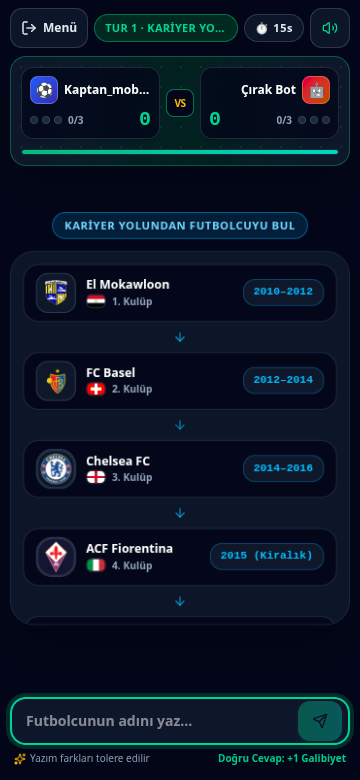 Menü
TUR 1 · KARİYER YO...
15s
Kaptan_mob...
0/3
0
VS
Çırak Bot
0
0/3
KARİYER YOLUNDAN FUTBOLCUYU BUL
El Mokawloon
1. Kulüp
2010–2012
FC Basel
2. Kulüp
2012–2014
Chelsea FC
3. Kulüp
2014–2016
ACF Fiorentina
4. Kulüp
2015 (Kiralık)
Futbolcunun adını yaz...
Yazım farkları tolere edilir
Doğru Cevap: +1 Galibiyet